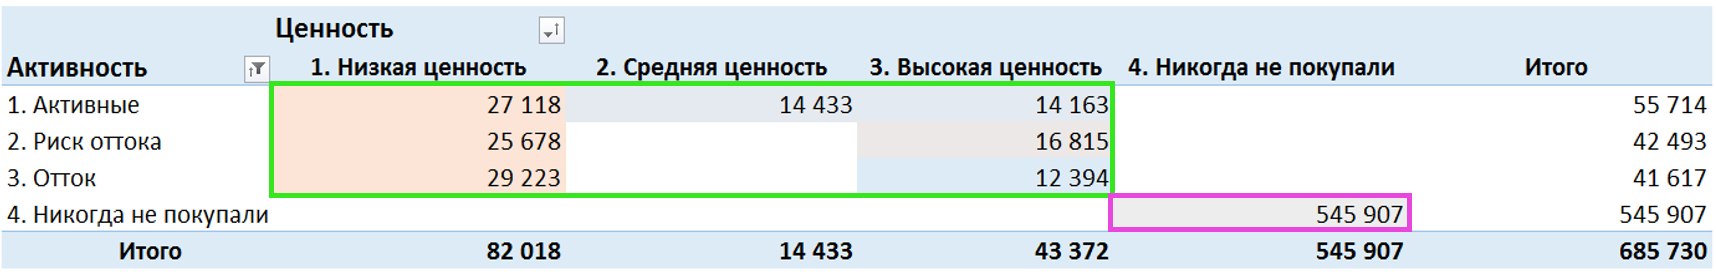 Ценность
Активность 1. Низкая ценность 2. Средняя ценность 3. Высокая ценность 4. Никогда не покупали Итого
1. Активные 27 118 14 433 14 163 55 714
2. Риск оттока 25 678 16 815 42 493
3. Отток 29 223 12 394 41 617
4. Никогда не покупали 545 907 545 907
Итого 82 018 14 433 43 372 545 907 685 730